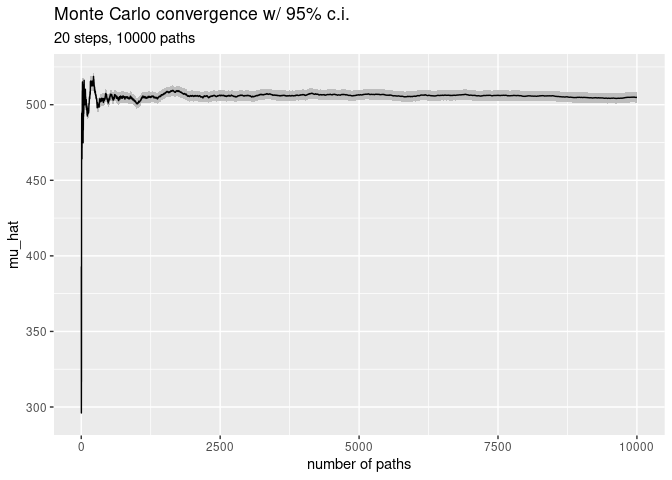 Monte Carlo convergence w/ 95% c.i.
20 steps, 10000 paths
mu_hat
500
450
400
350
300
0 2500 5000 7500 10000
number of paths